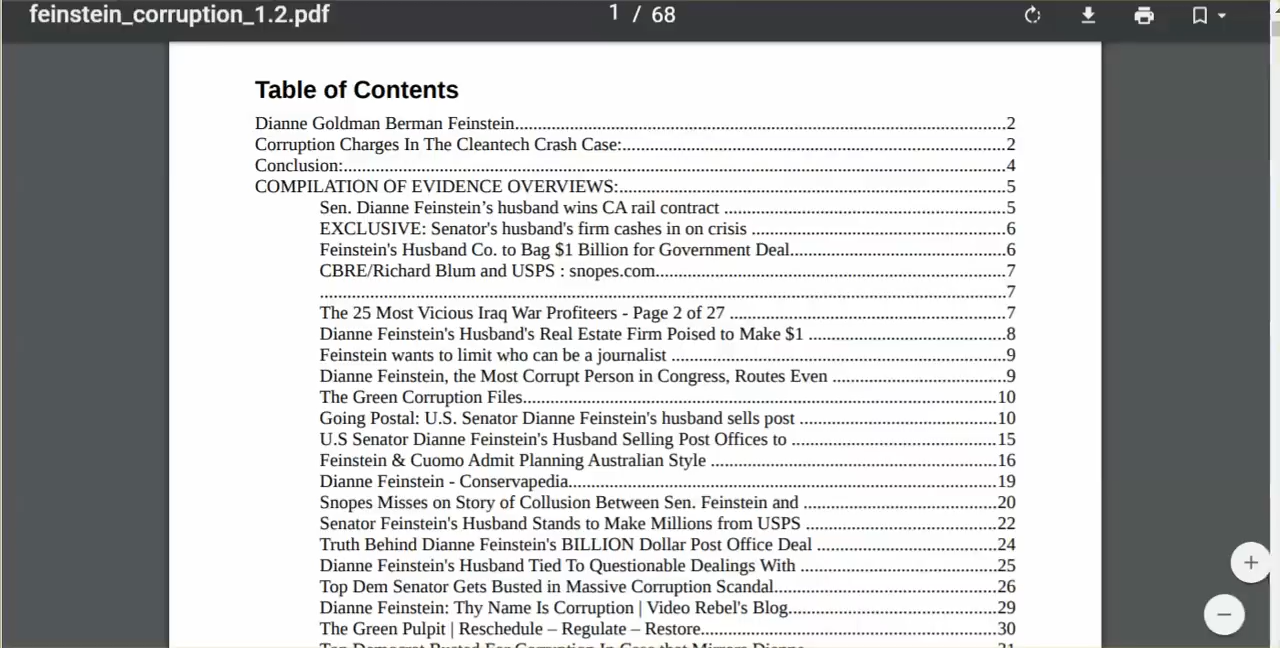 feinstein_corruption_1.2.pdf 1 / 68
Table of Contents
Dianne Goldman Berman Feinstein....................2
Corruption Charges In The Cleantech Crash Case:....................2
Conclusion:....................4
COMPILATION OF EVIDENCE OVERVIEWS:....................5
Sen. Dianne Feinstein’s husband wins CA rail contract ....................5
EXCLUSIVE: Senator's husband's firm cashes in on crisis ....................6
Feinstein's Husband Co. to Bag $1 Billion for Government Deal....................6
CBRE/Richard Blum and USPS : snopes.com....................7
....................7
The 25 Most Vicious Iraq War Profiteers - Page 2 of 27 ....................7
Dianne Feinstein's Husband's Real Estate Firm Poised to Make $1 ....................8
Feinstein wants to limit who can be a journalist ....................9
Dianne Feinstein, the Most Corrupt Person in Congress, Routes Even ....................9
The Green Corruption Files....................10
Going Postal: U.S. Senator Dianne Feinstein's husband sells post ....................10
U.S Senator Dianne Feinstein's Husband Selling Post Offices to ....................15
Feinstein & Cuomo Admit Planning Australian Style ....................16
Dianne Feinstein - Conservapedia....................19
Snopes Misses on Story of Collusion Between Sen. Feinstein and ....................20
Senator Feinstein's Husband Stands to Make Millions from USPS ....................22
Truth Behind Dianne Feinstein's BILLION Dollar Post Office Deal ....................24
Dianne Feinstein's Husband Tied To Questionable Dealings With ....................25
Top Dem Senator Gets Busted in Massive Corruption Scandal....................26
Dianne Feinstein: Thy Name Is Corruption | Video Rebel's Blog....................29
The Green Pulpit | Reschedule – Regulate – Restore....................30
Top Democrat Busted For Corruption In Case that Mirrors Dianne ....................31